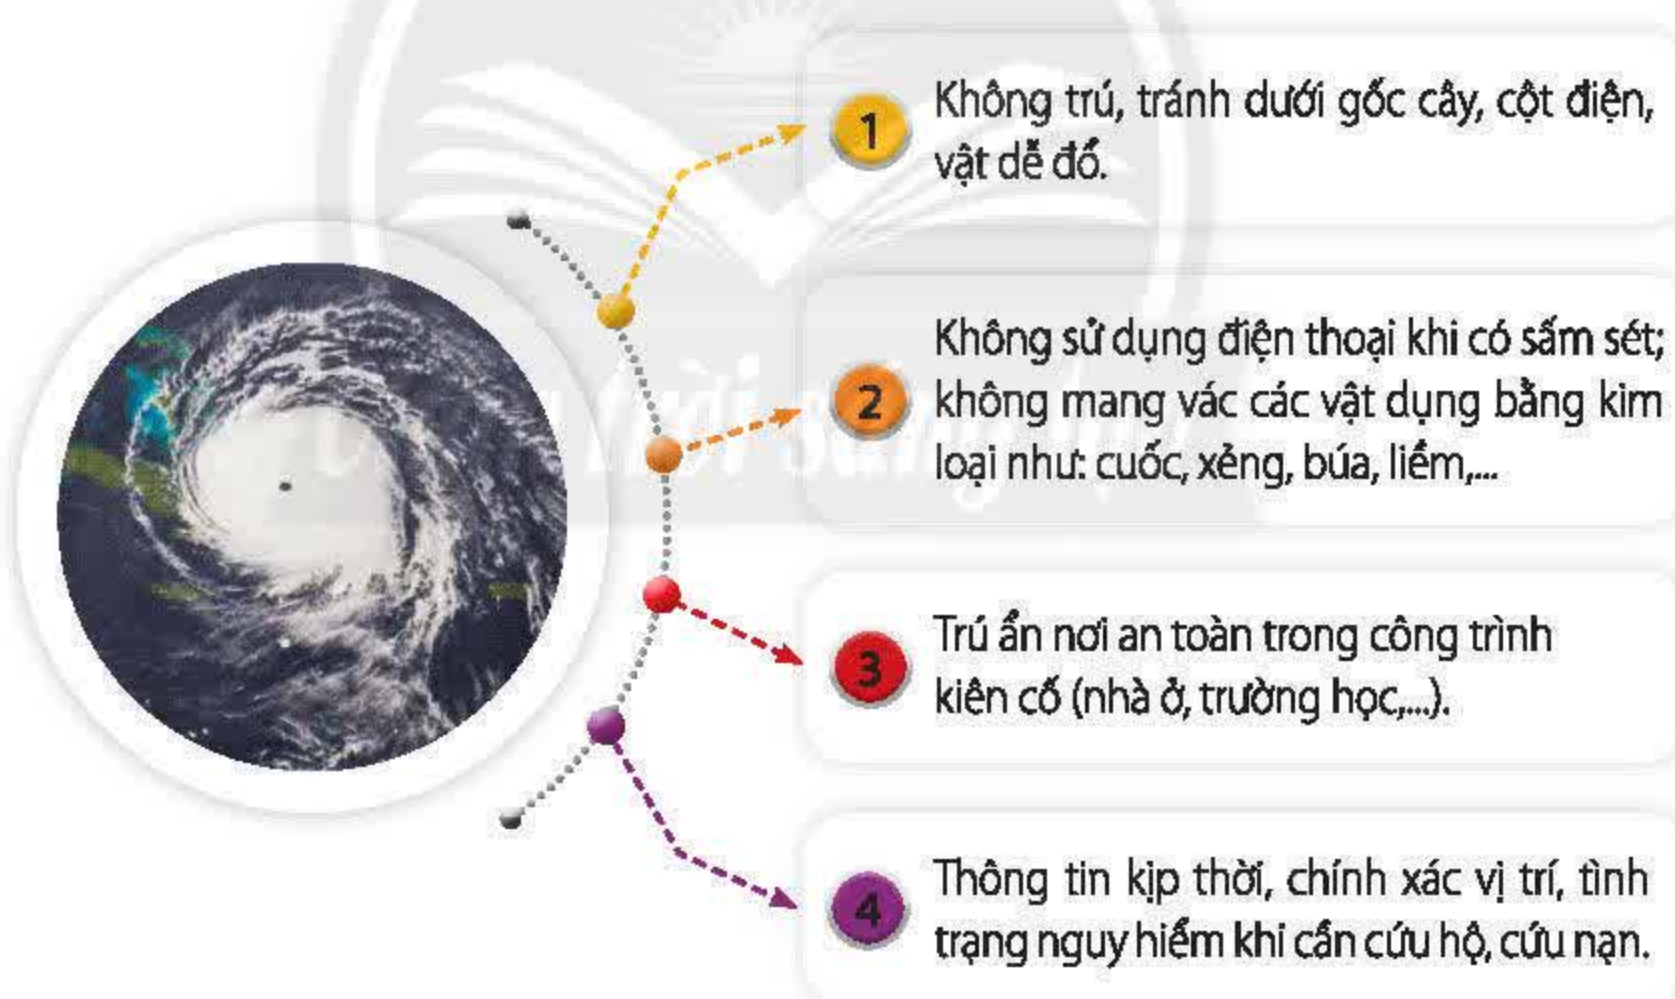 1
Không trú, tránh dưới gốc cây, cột điện,
vật dễ đổ.
2
Không sử dụng điện thoại khi có sấm sét;
không mang vác các vật dụng bằng kim
loại như: cuốc, xẻng, búa, liềm,...
3
Trú ẩn nơi an toàn trong công trình
kiên cố (nhà ở, trường học,...).
4
Thông tin kịp thời, chính xác vị trí, tình
trạng nguy hiểm khi cần cứu hộ, cứu nạn.